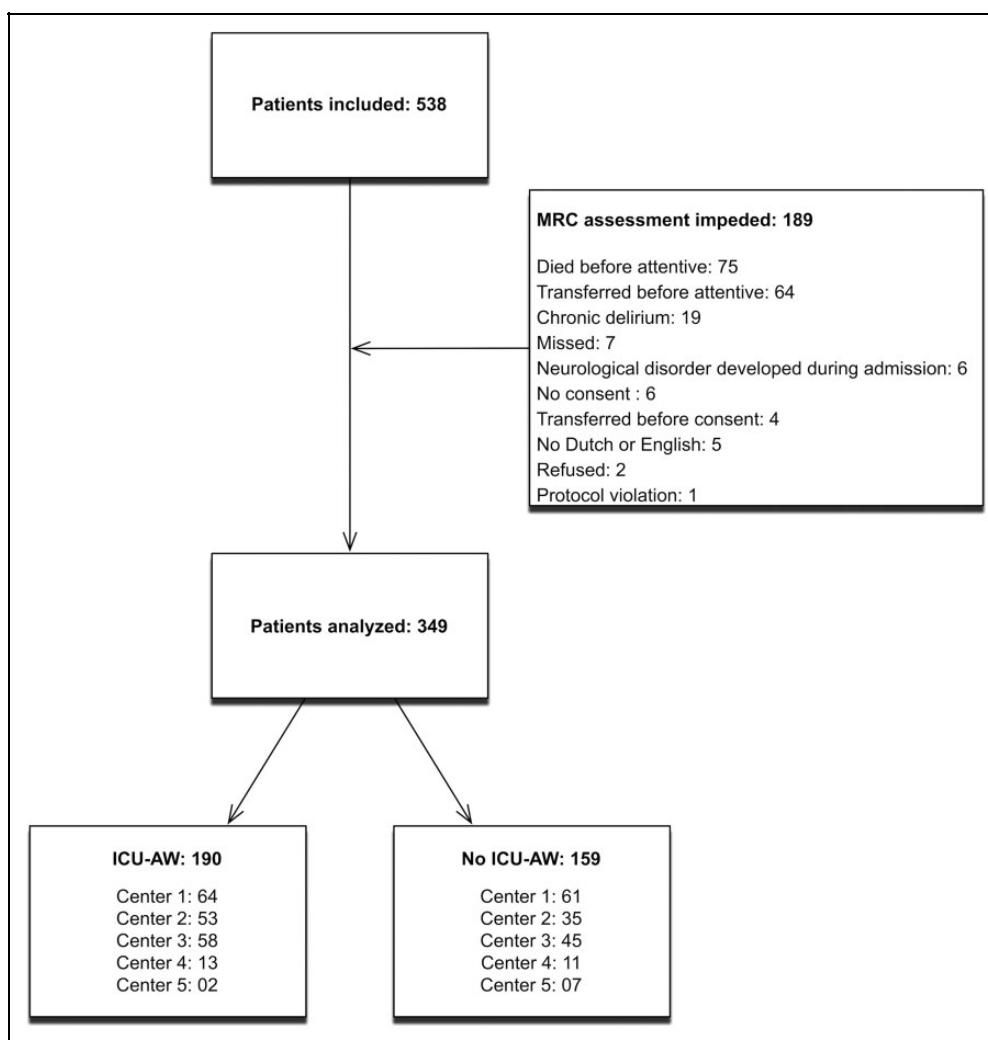 Patients included: 538
MRC assessment impeded: 189
Died before attentive: 75
Transferred before attentive: 64
Chronic delirium: 19
Missed: 7
Neurological disorder developed during admission: 6
No consent : 6
Transferred before consent: 4
No Dutch or English: 5
Refused: 2
Protocol violation: 1
Patients analyzed: 349
ICU-AW: 190
Center 1: 64
Center 2: 53
Center 3: 58
Center 4: 13
Center 5: 02
No ICU-AW: 159
Center 1: 61
Center 2: 35
Center 3: 45
Center 4: 11
Center 5: 07